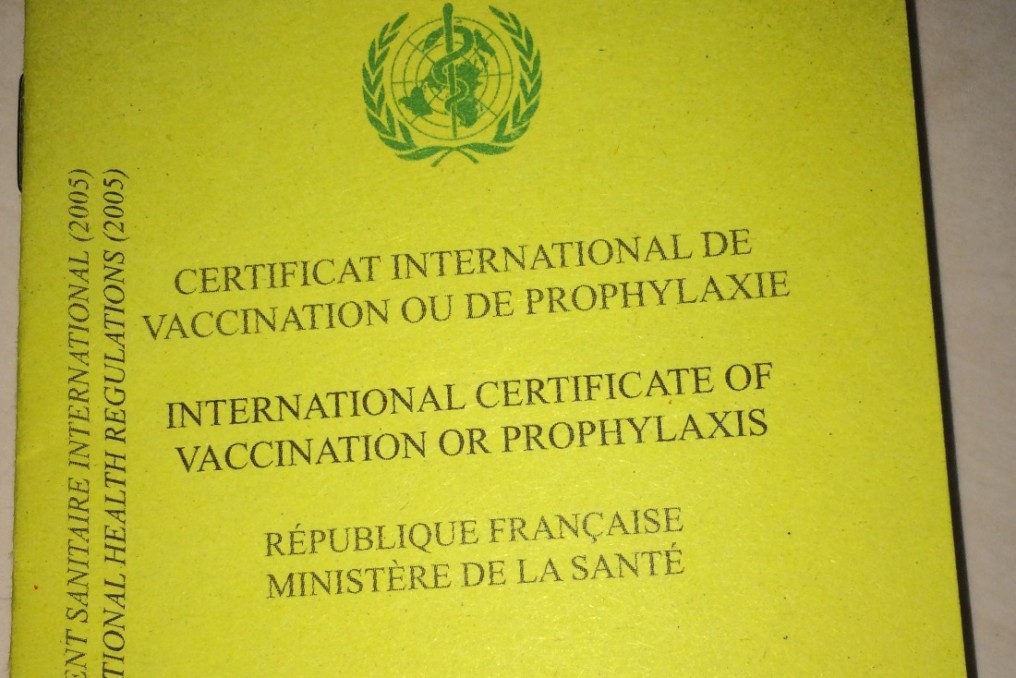 CERTIFICAT INTERNATIONAL DE
VACCINATION OU DE PROPHYLAXIE
INTERNATIONAL CERTIFICATE OF
VACCINATION OR PROPHYLAXIS
RÉPUBLIQUE FRANÇAISE
MINISTÈRE DE LA SANTÉ
SANITAIRE INTERNATIONAL (2005)
HEALTH REGULATIONS (2005)